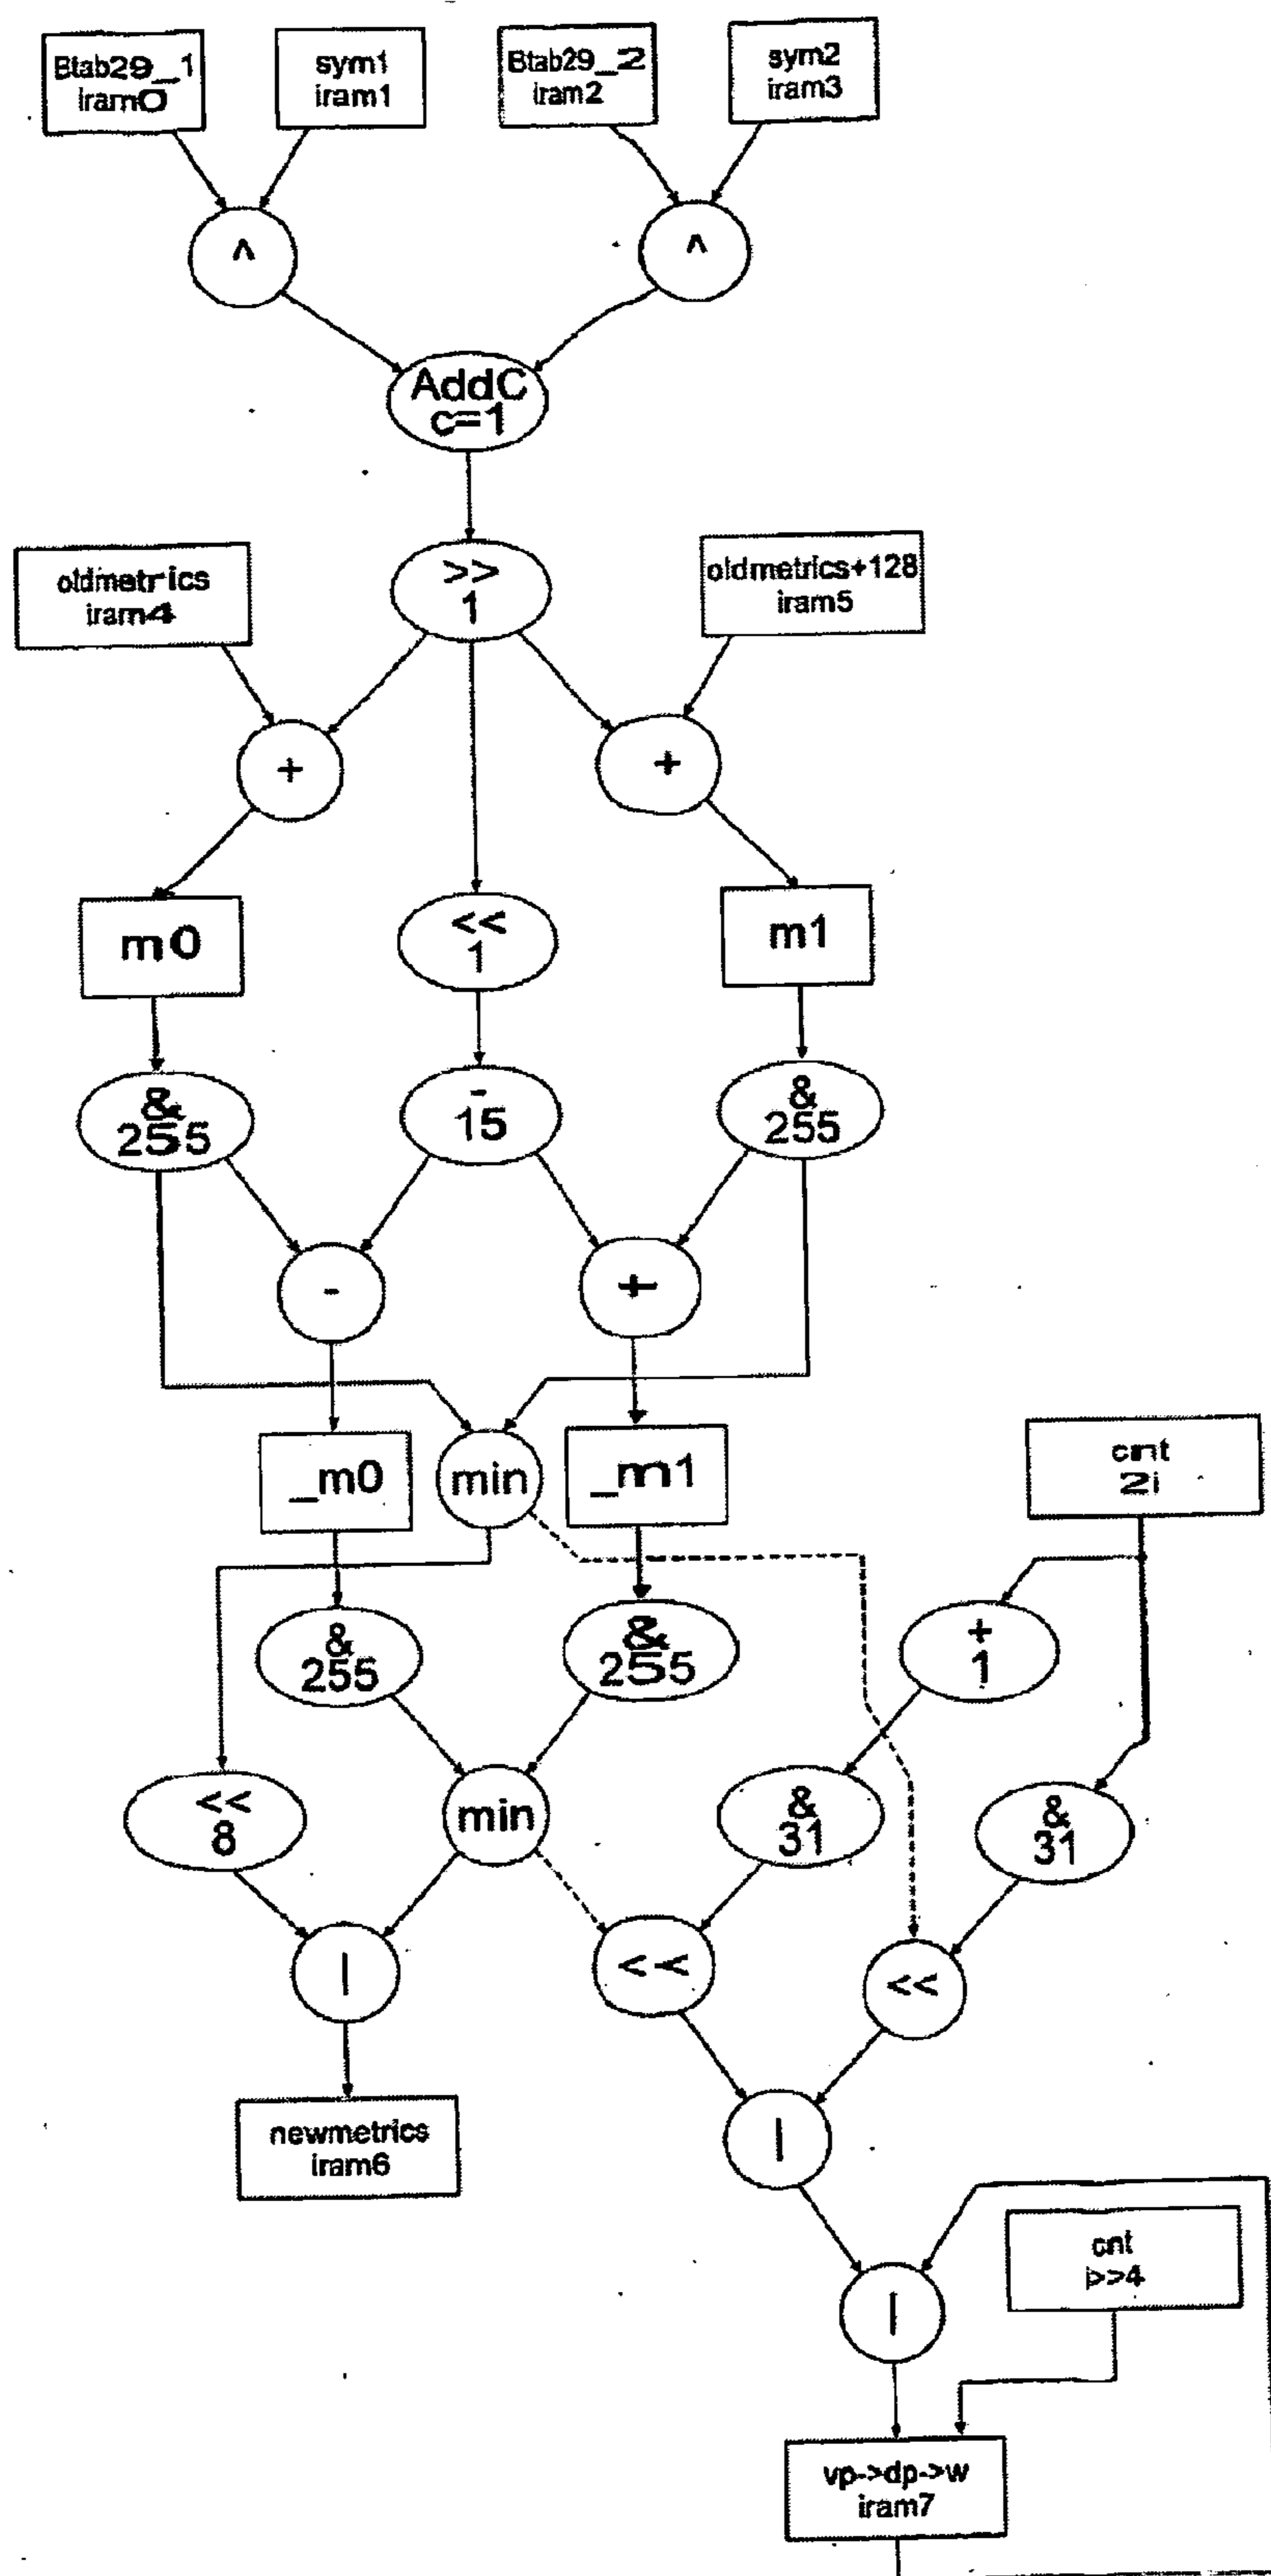 Btab29_1
iram0
sym1
iram1
Btab29_2
iram2
sym2
iram3
^
^
AddC
c=1
oldmetrics
iram4
>>
1
oldmetrics+128
iram5
+
+
m0
<<
1
m1
&
255
-
15
&
255
-
+
_m0
min
_m1
cnt
2i
&
255
&
255
+
1
<<
8
min
&
31
&
31
|
<<
<<
newmetrics
iram6
|
|
cnt
i>>4
vp->dp->w
iram7